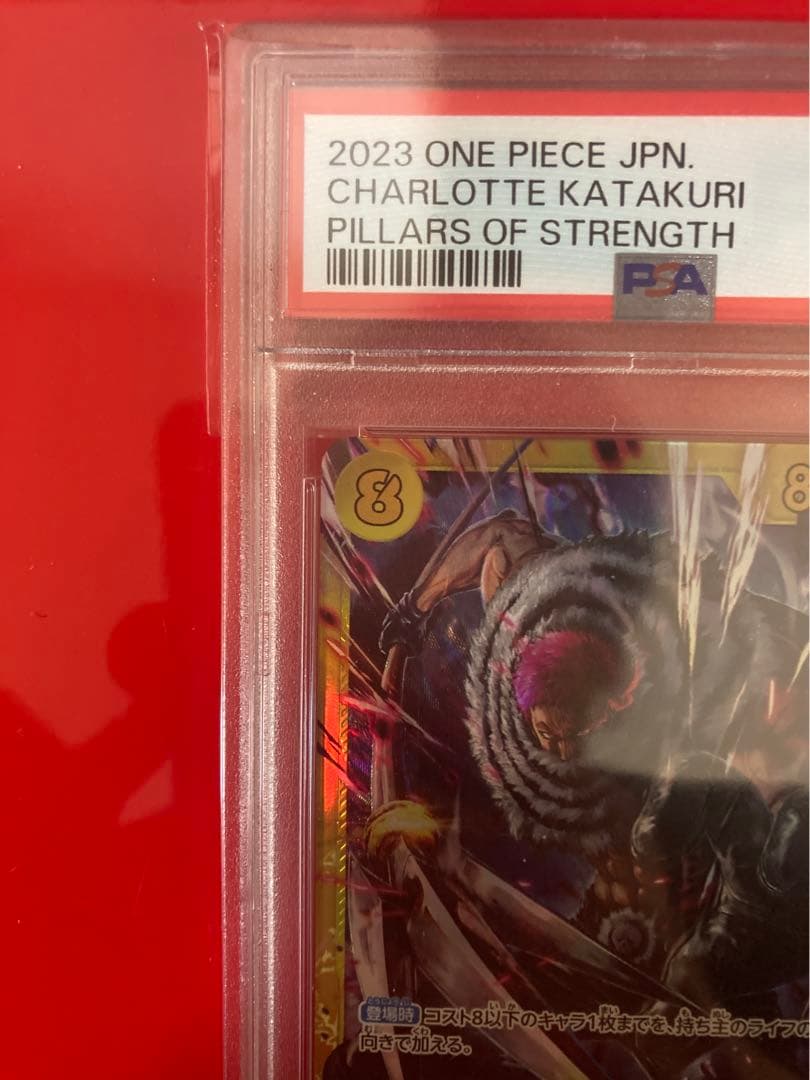 2023 ONE PIECE JPN.
CHARLOTTE KATAKURI
PILLARS OF STRENGTH
PSA
8
8
登場時 コスト8以下のキャラ1枚までを、持ち主のライフの
向きで加える。